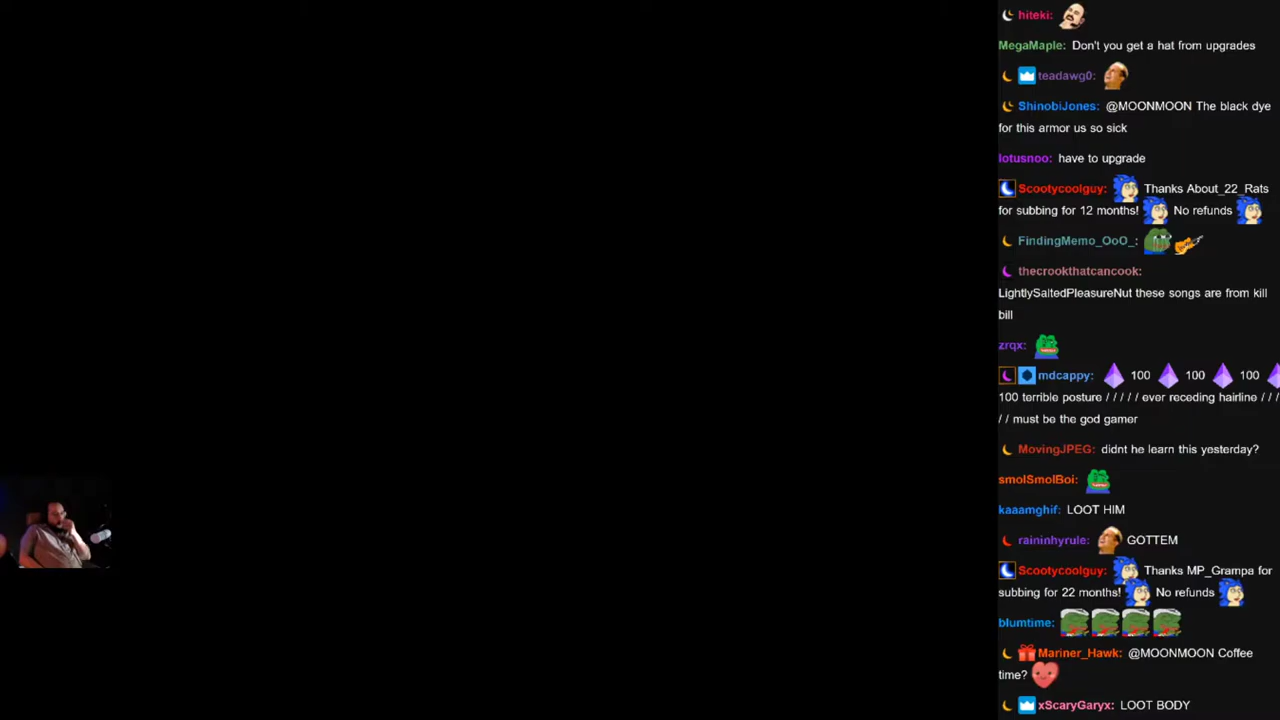 hiteki:
MegaMaple: Don't you get a hat from upgrades
teadawg0:
ShinobiJones: @MOONMOON The black dye
for this armor us so sick
lotusnoo: have to upgrade
Scootycoolguy: Thanks About_22_Rats
for subbing for 12 months! No refunds
FindingMemo_OoO_:
thecrookthatcancook:
LightlySaltedPleasureNut these songs are from kill
bill
zrqx:
mdcappy: 100 100 100
100 terrible posture / / / / / ever receding hairline / / /
/ / must be the god gamer
MovingJPEG: didnt he learn this yesterday?
smolSmolBoi:
kaaamghif: LOOT HIM
raininhyrule: GOTTEM
Scootycoolguy: Thanks MP_Grampa for
subbing for 22 months! No refunds
blumtime:
Mariner_Hawk: @MOONMOON Coffee
time?
xScaryGaryx: LOOT BODY